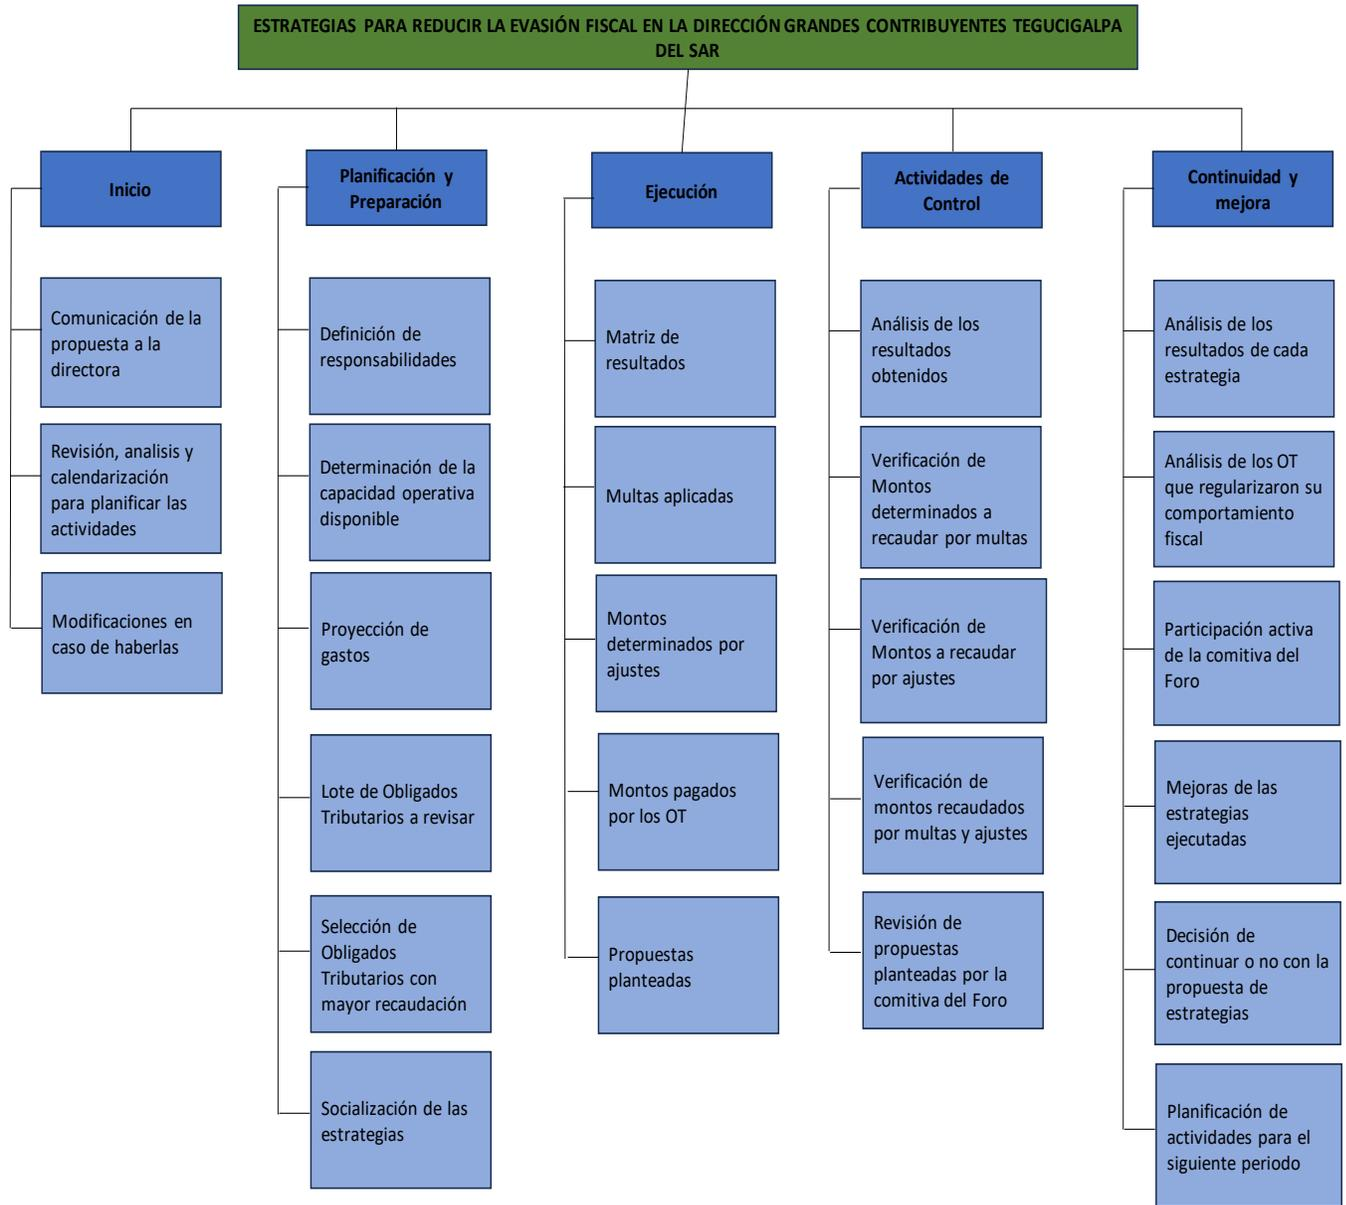 ESTRATEGIAS PARA REDUCIR LA EVASIÓN FISCAL EN LA DIRECCIÓN GRANDES CONTRIBUYENTES TEGUCIGALPA
DEL SAR
Inicio
Comunicación de la
propuesta a la
directora
Revisión, analisis y
calendarización
para planificar las
actividades
Modificaciones en
caso de haberlas
Planificación y
Preparación
Definición de
responsabilidades
Determinación de la
capacidad operativa
disponible
Proyección de
gastos
Lote de Obligados
Tributarios a revisar
Selección de
Obligados
Tributarios con
mayor recaudación
Socialización de las
estrategias
Ejecución
Matriz de
resultados
Multas aplicadas
Montos
determinados por
ajustes
Montos pagados
por los OT
Propuestas
planteadas
Actividades de
Control
Análisis de los
resultados
obtenidos
Verificación de
Montos
determinados a
recaudar por multas
Verificación de
Montos a recaudar
por ajustes
Verificación de
montos recaudados
por multas y ajustes
Revisión de
propuestas
planteadas por la
comitiva del Foro
Continuidad y
mejora
Análisis de los
resultados de cada
estrategia
Análisis de los OT
que regularizaron su
comportamiento
fiscal
Participación activa
de la comitiva del
Foro
Mejoras de las
estrategias
ejecutadas
Decisión de
continuar o no con la
propuesta de
estrategias
Planificación de
actividades para el
siguiente periodo